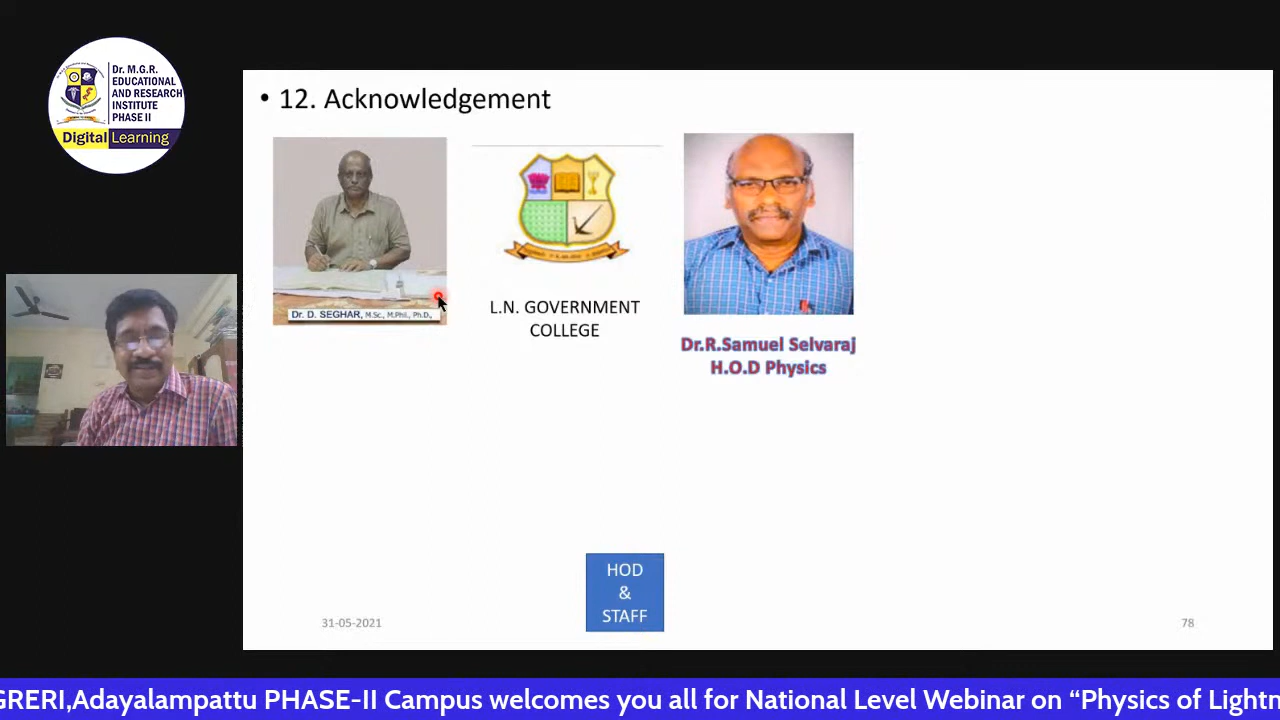 Dr. M.G.R.
EDUCATIONAL
AND RESEARCH
INSTITUTE
PHASE II
Digital Learning
• 12. Acknowledgement
Dr. D. SEGHAR, M.Sc., M.Phil., Ph.D.,
L.N. GOVERNMENT
COLLEGE
Dr.R.Samuel Selvaraj
H.O.D Physics
HOD
&
STAFF
31-05-2021
78
GRERI,Adayalampattu PHASE-II Campus welcomes you all for National Level Webinar on “Physics of Lightn